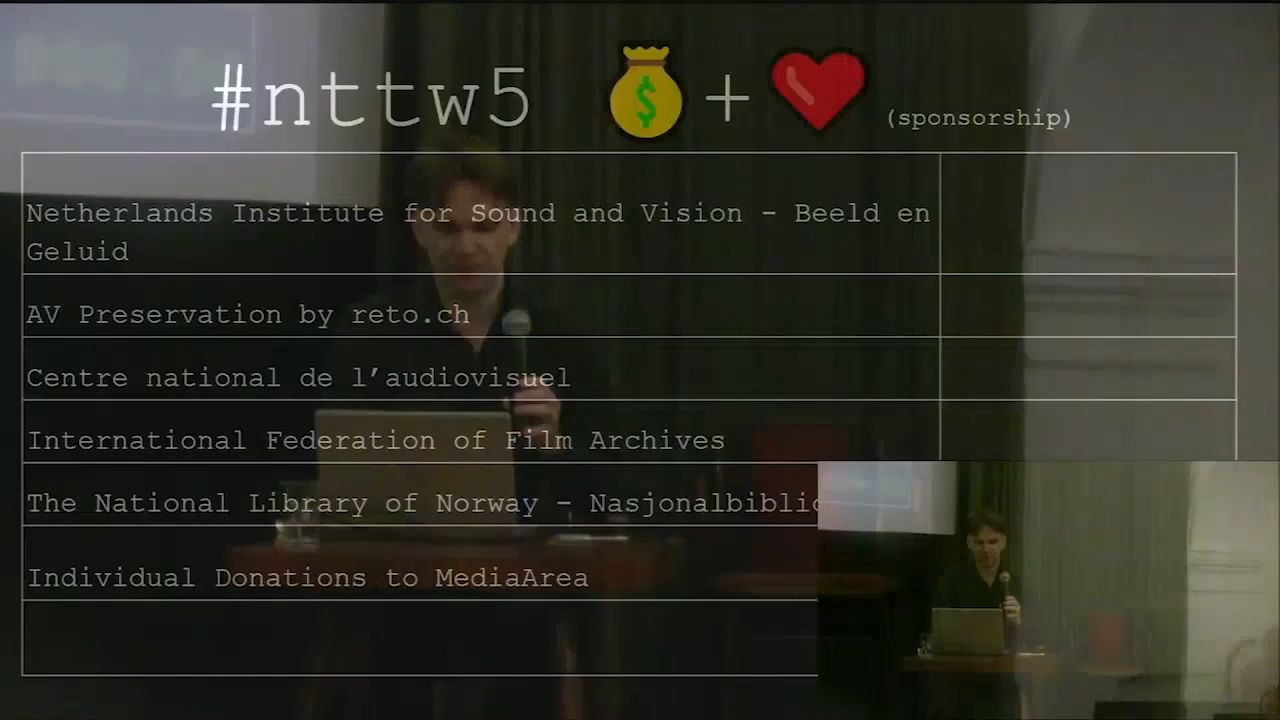 #nttw5 + (sponsorship)
Netherlands Institute for Sound and Vision - Beeld en
Geluid
AV Preservation by reto.ch
Centre national de l’audiovisuel
International Federation of Film Archives
The National Library of Norway - Nasjonalbiblio
Individual Donations to MediaArea